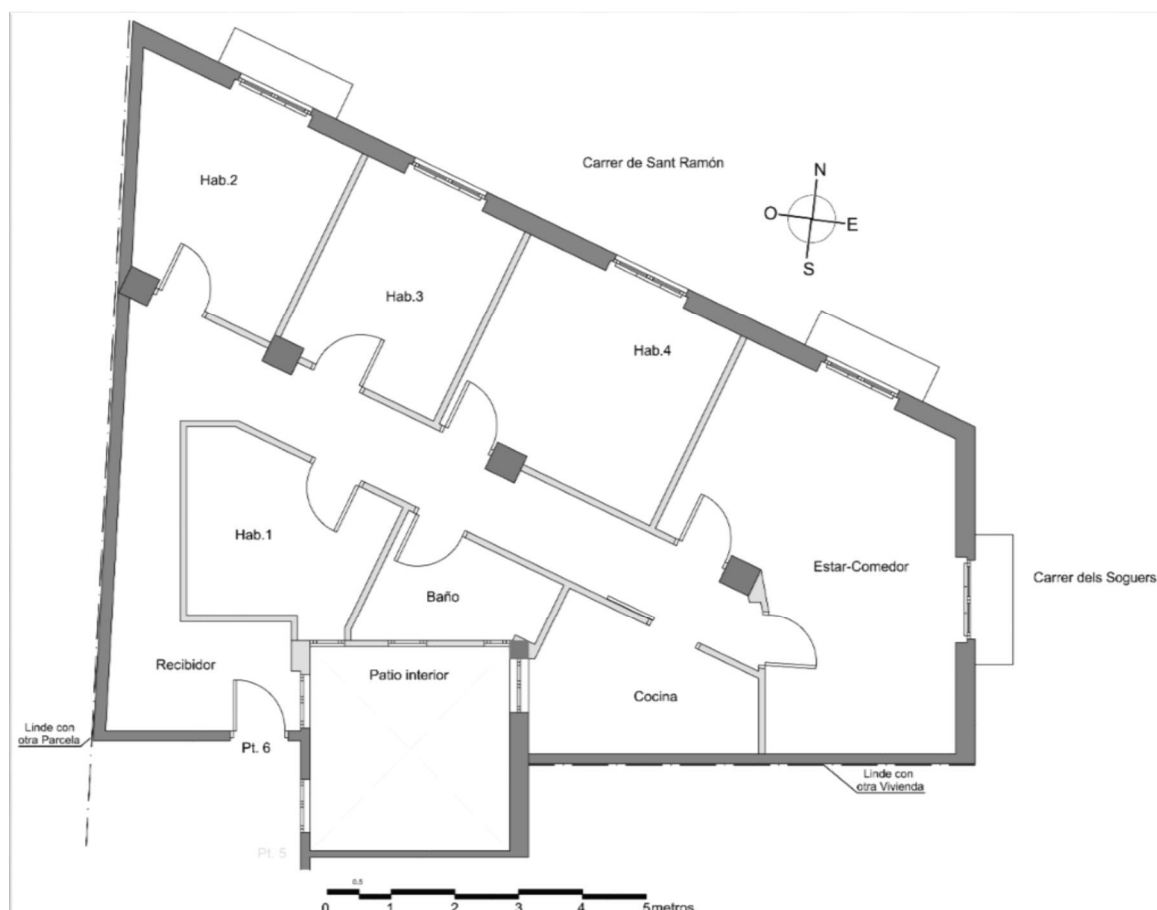 Carrer de Sant Ramón
N
O
E
S
Hab.2
Hab.3
Hab.4
Hab.1
Baño
Estar-Comedor
Carrer dels Soguers
Recibidor
Patio interior
Cocina
Linde con
otra Parcela
Pt. 6
Linde con
otra Vivienda
Pt. 5
0.5
0 1 2 3 4 5metros